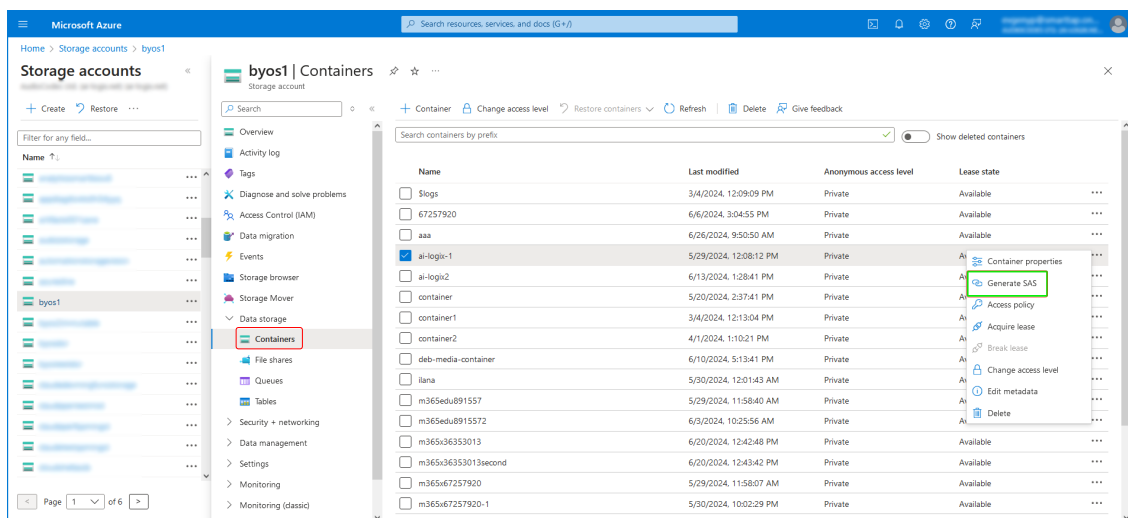 Microsoft Azure
Search resources, services, and docs (G+/)
Home > Storage accounts > byos1
Storage accounts «
+ Create Restore ···
Filter for any field...
Name ↑↓
byos1 ···
< Page 1 of 6 >
byos1 | Containers ···
Storage account
Search «
Overview
Activity log
Tags
Diagnose and solve problems
Access Control (IAM)
Data migration
Events
Storage browser
Storage Mover
Data storage
Containers
File shares
Queues
Tables
> Security + networking
> Data management
> Settings
> Monitoring
> Monitoring (classic)
+ Container Change access level Restore containers Refresh Delete Give feedback
Search containers by prefix Show deleted containers
Name Last modified Anonymous access level Lease state
$logs 3/4/2024, 12:09:09 PM Private Available ···
67257920 6/6/2024, 3:04:55 PM Private Available ···
aaa 6/26/2024, 9:50:50 AM Private Available ···
ai-logix-1 5/29/2024, 12:08:12 PM Private ···
ai-logix2 6/13/2024, 1:28:41 PM Private ···
container 5/20/2024, 2:37:41 PM Private ···
container1 3/4/2024, 12:13:04 PM Private ···
container2 4/1/2024, 1:10:21 PM Private ···
deb-media-container 6/10/2024, 5:13:41 PM Private ···
ilana 5/30/2024, 12:01:43 AM Private ···
m365edu891557 5/29/2024, 11:58:40 AM Private ···
m365edu8915572 6/3/2024, 10:25:56 AM Private ···
m365x36353013 6/20/2024, 12:42:48 PM Private Available ···
m365x36353013second 6/20/2024, 12:43:42 PM Private Available ···
m365x67257920 5/29/2024, 11:58:07 AM Private Available ···
m365x67257920-1 5/30/2024, 10:02:29 PM Private Available ···
Container properties
Generate SAS
Access policy
Acquire lease
Break lease
Change access level
Edit metadata
Delete